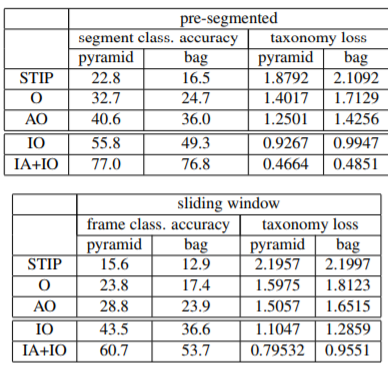 pre-segmented
segment class. accuracy taxonomy loss
pyramid bag pyramid bag
STIP 22.8 16.5 1.8792 2.1092
O 32.7 24.7 1.4017 1.7129
AO 40.6 36.0 1.2501 1.4256
IO 55.8 49.3 0.9267 0.9947
IA+IO 77.0 76.8 0.4664 0.4851
sliding window
frame class. accuracy taxonomy loss
pyramid bag pyramid bag
STIP 15.6 12.9 2.1957 2.1997
O 23.8 17.4 1.5975 1.8123
AO 28.8 23.9 1.5057 1.6515
IO 43.5 36.6 1.1047 1.2859
IA+IO 60.7 53.7 0.79532 0.9551